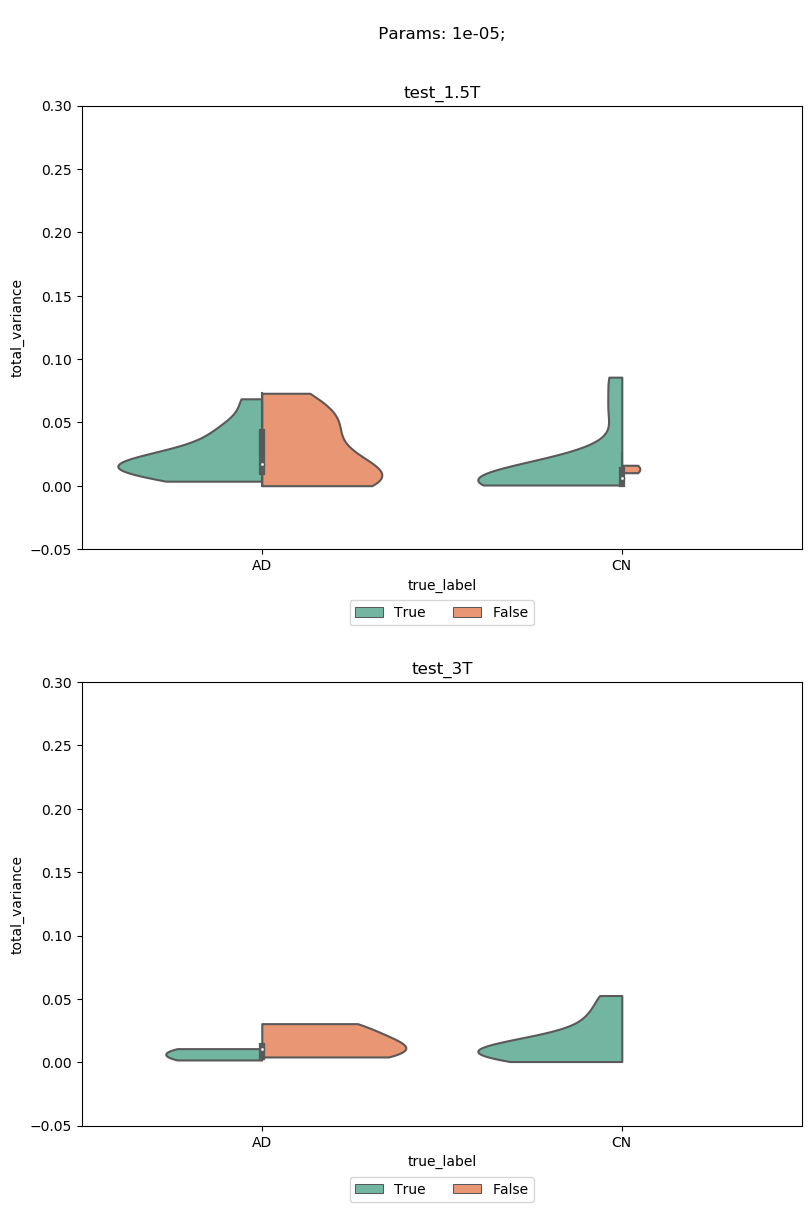 Params: 1e-05;
test_1.5T
0.30
0.25
0.20
0.15
0.10
0.05
0.00
−0.05
total_variance
AD CN
true_label
True False
test_3T
0.30
0.25
0.20
0.15
0.10
0.05
0.00
−0.05
total_variance
AD CN
true_label
True False